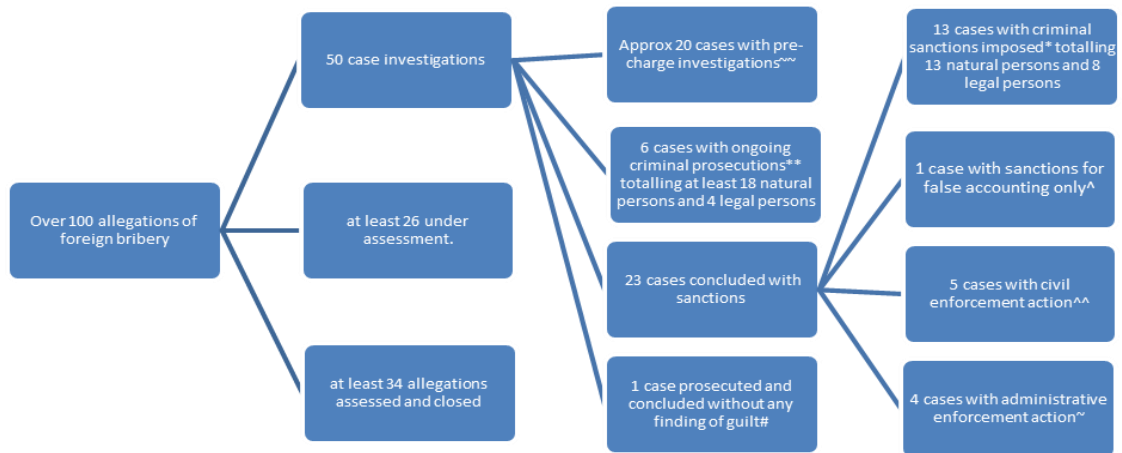 Over 100 allegations of
foreign bribery
50 case investigations
at least 26 under
assessment.
at least 34 allegations
assessed and closed
Approx 20 cases with pre-
charge investigations~~
6 cases with ongoing
criminal prosecutions**
totalling at least 18 natural
persons and 4 legal persons
23 cases concluded with
sanctions
1 case prosecuted and
concluded without any
finding of guilt#
13 cases with criminal
sanctions imposed* totalling
13 natural persons and 8
legal persons
1 case with sanctions for
false accounting only^
5 cases with civil
enforcement action^^
4 cases with administrative
enforcement action~